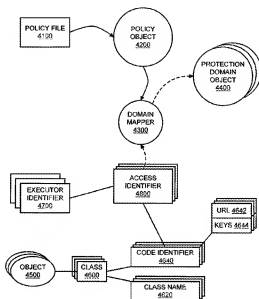 POLICY FILE
4100
POLICY
OBJECT
4200
PROTECTION
DOMAIN
OBJECT
4400
DOMAIN
MAPPER
4300
EXECUTOR
IDENTIFIER
4700
ACCESS
IDENTIFIER
4800
URL 4642
KEYS 4644
CODE IDENTIFIER
4640
OBJECT
4500
CLASS
4600
CLASS NAME
4620